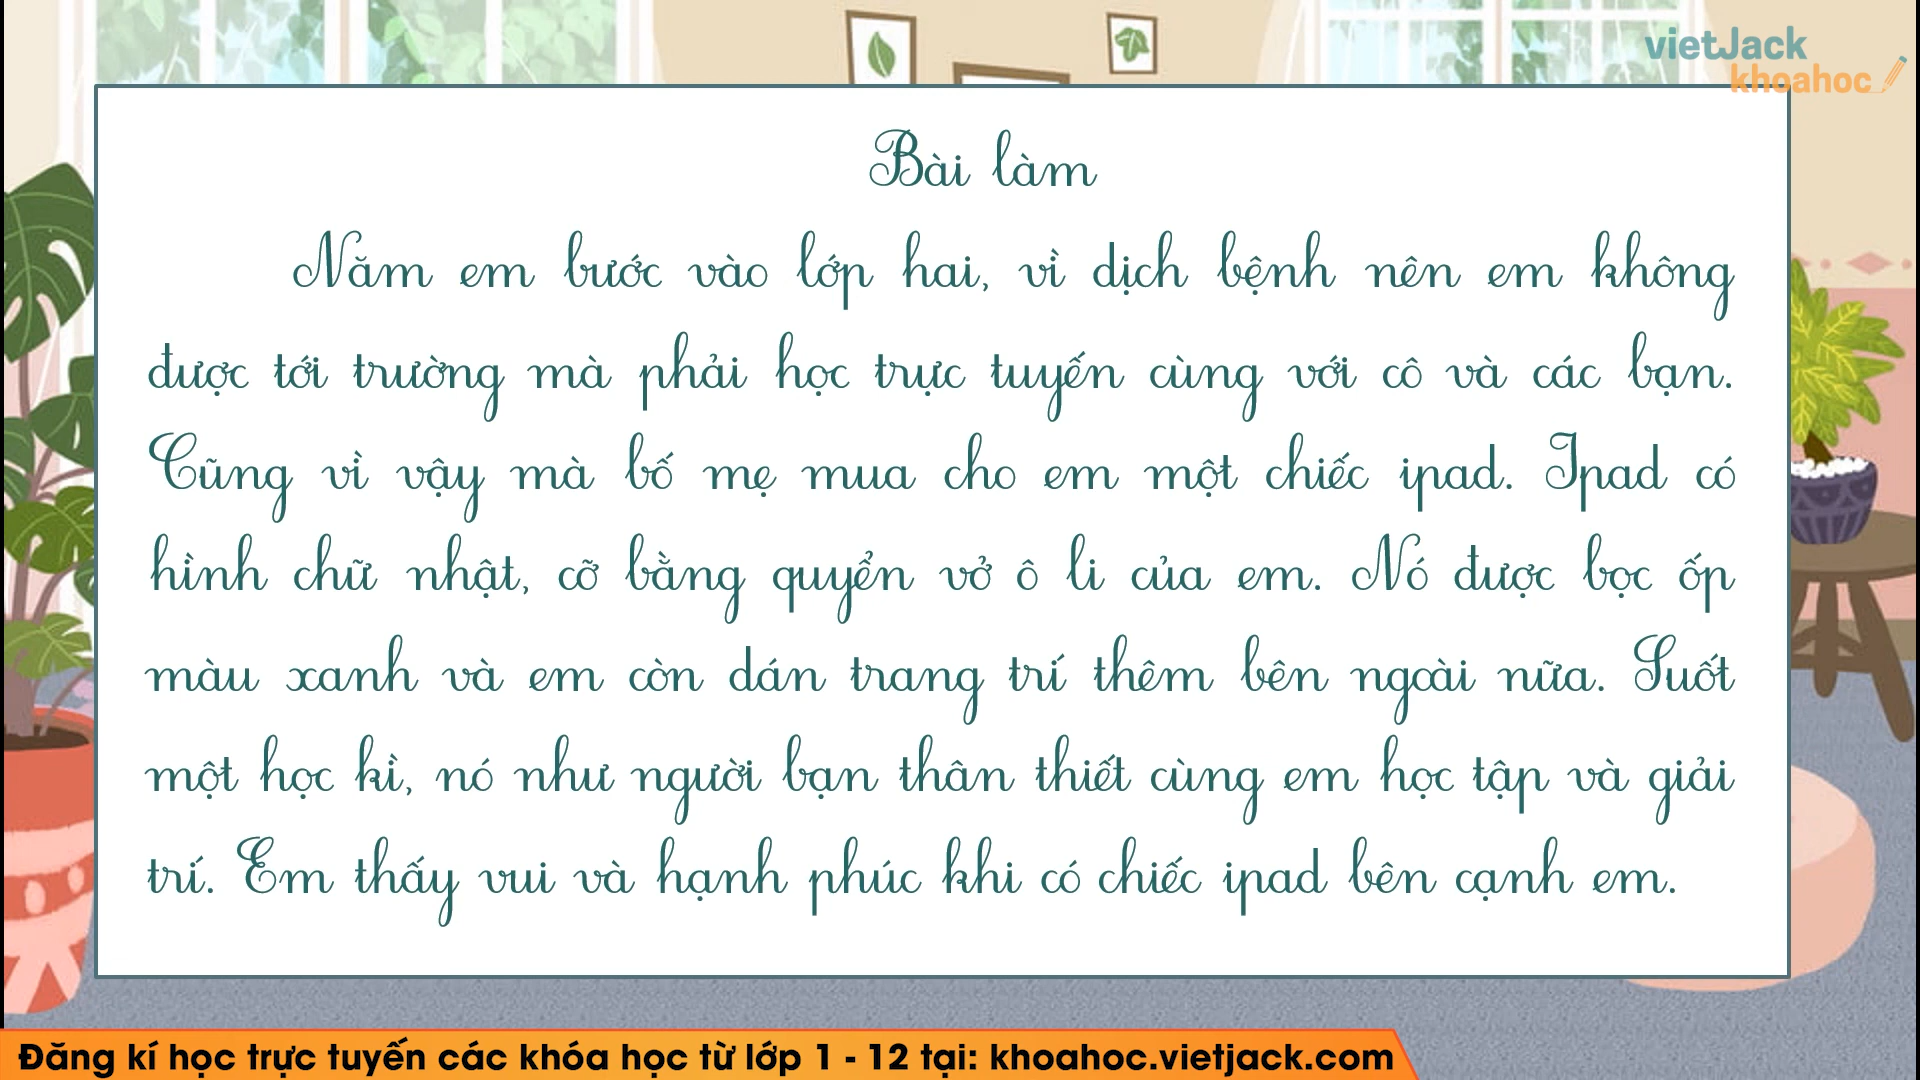 vietJack
khoahoc
Bài làm
Năm em bước vào lớp hai, vì dịch bệnh nên em không
được tới trường mà phải học trực tuyến cùng với cô và các bạn.
Cũng vì vậy mà bố mẹ mua cho em một chiếc ipad. Ipad có
hình chữ nhật, cỡ bằng quyển vở ô li của em. Nó được bọc ốp
màu xanh và em còn dán trang trí thêm bên ngoài nữa. Suốt
một học kì, nó như người bạn thân thiết cùng em học tập và giải
trí. Em thấy vui và hạnh phúc khi có chiếc ipad bên cạnh em.
Đăng kí học trực tuyến các khóa học từ lớp 1 - 12 tại: khoahoc.vietjack.com